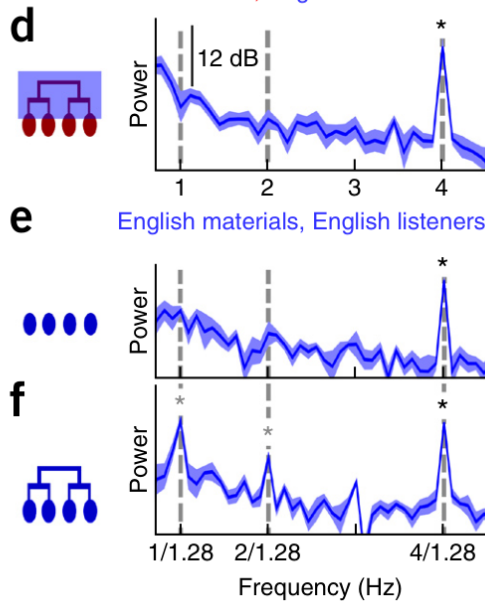 d
*
12 dB
Power
1 2 3 4
e
English materials, English listeners
*
Power
f
* * *
Power
1/1.28 2/1.28 4/1.28
Frequency (Hz)